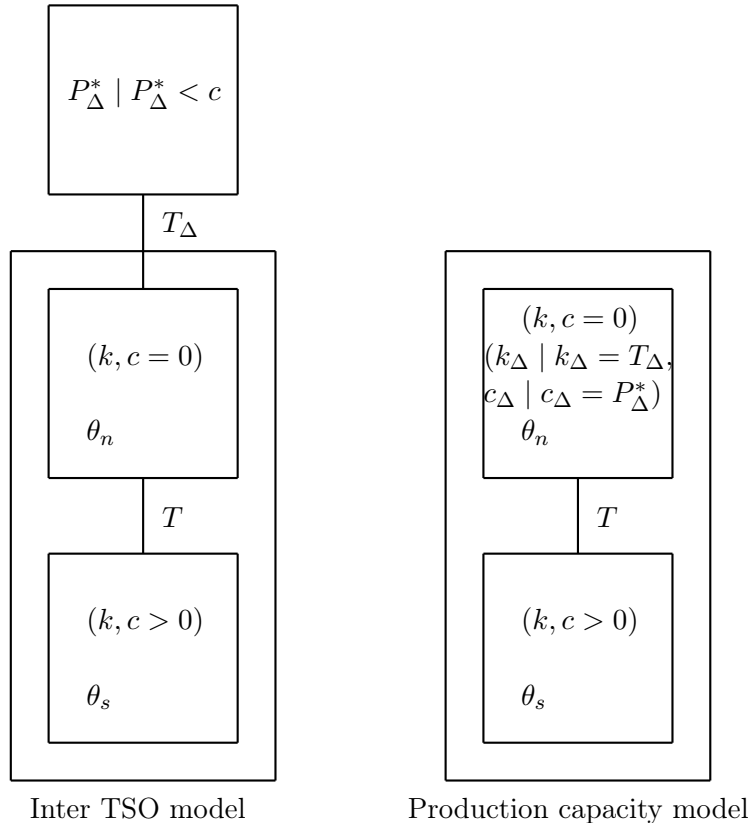 P*_Δ | P*_Δ < c
T_Δ
(k, c = 0)
θ_n
T
(k, c > 0)
θ_s
Inter TSO model
(k, c = 0)
(k_Δ | k_Δ = T_Δ,
c_Δ | c_Δ = P*_Δ)
θ_n
T
(k, c > 0)
θ_s
Production capacity model